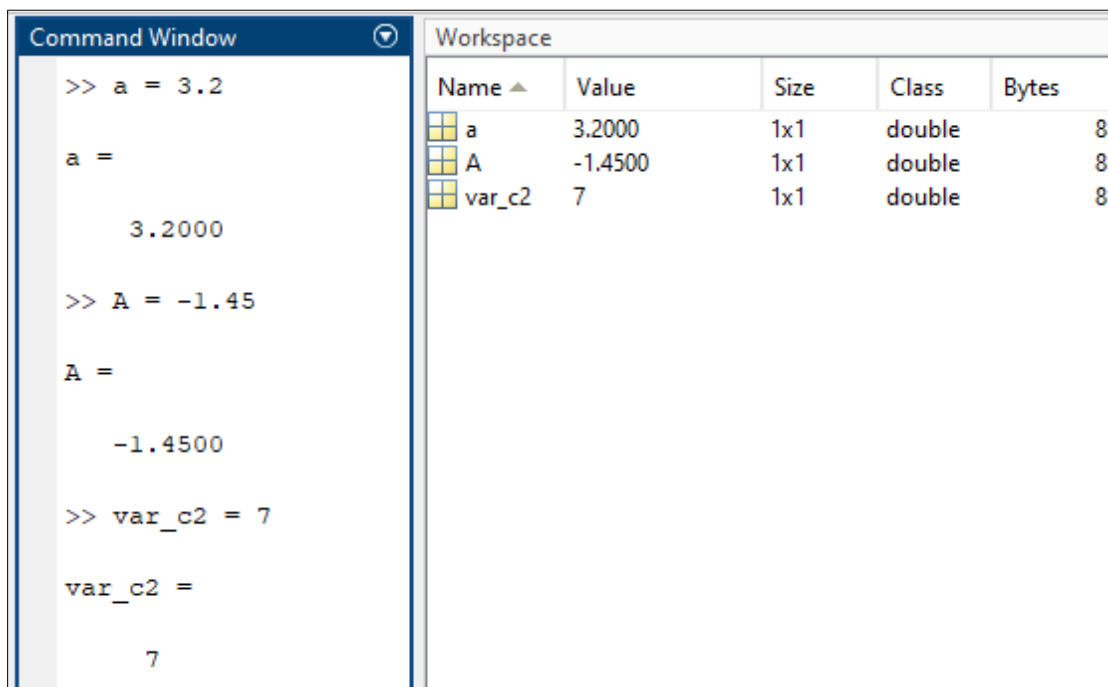 Command Window
>> a = 3.2
a =
3.2000
>> A = -1.45
A =
-1.4500
>> var_c2 = 7
var_c2 =
7
Workspace
Name Value Size Class Bytes
a 3.2000 1x1 double 8
A -1.4500 1x1 double 8
var_c2 7 1x1 double 8